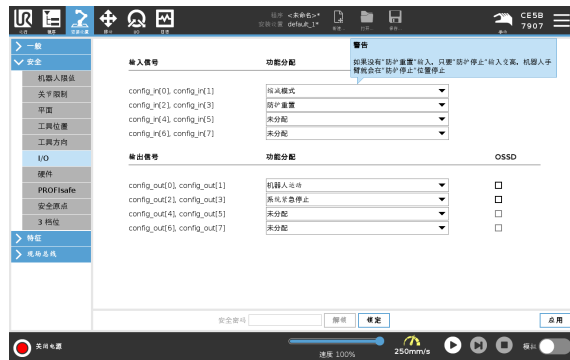 程序 <未命名>*
安装设置 default_1*
CE5B
7907
一般
安全
机器人限值
关节限制
平面
工具位置
工具方向
I/O
硬件
PROFIsafe
安全原点
3 档位
特征
现场总线
警告
如果没有"防护重置"输入,只要"防护停止"输入变高,机器人手
臂就会在"防护停止"位置停止
输入信号 功能分配
config_in[0], config_in[1] 缩减模式
config_in[2], config_in[3] 防护重置
config_in[4], config_in[5] 未分配
config_in[6], config_in[7] 未分配
输出信号 功能分配 OSSD
config_out[0], config_out[1] 机器人运动
config_out[2], config_out[3] 系统紧急停止
config_out[4], config_out[5] 未分配
config_out[6], config_out[7] 未分配
安全密码 解锁 锁定 应用
关闭电源
速度 100%
250mm/s
模拟